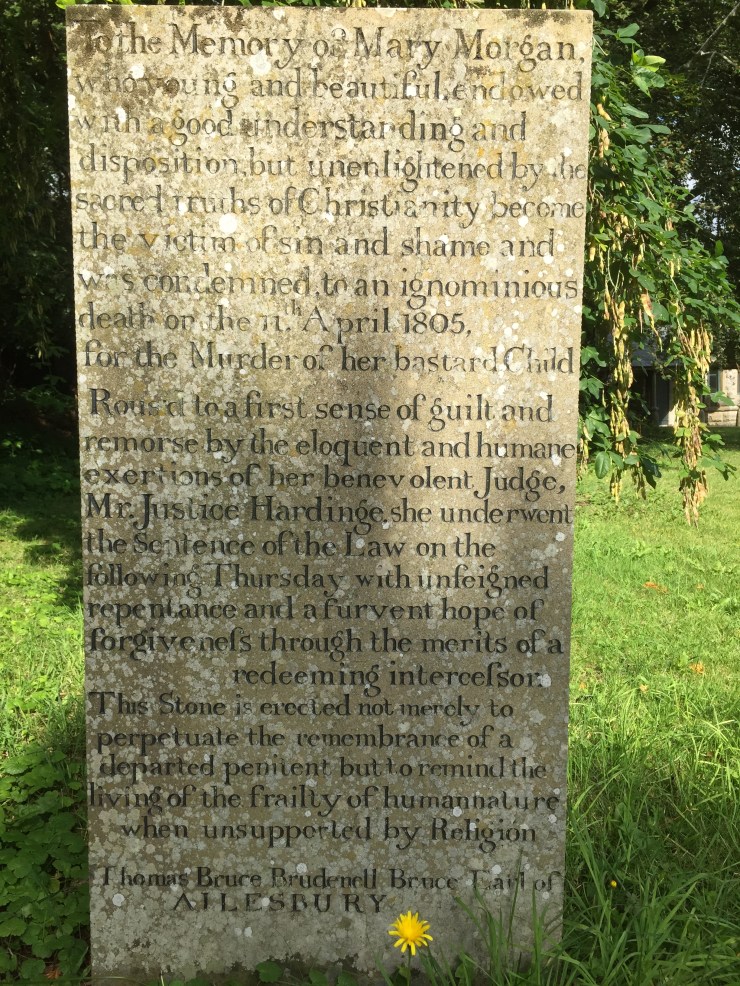 To the Memory of Mary Morgan,
who young and beautiful, endowed
with a good understanding and
disposition, but unenlightened by the
sacred truths of Christianity become
the victim of sin and shame and
was condemned, to an ignominious
death on the 11th April 1805,
for the Murder of her bastard Child
Rous'd to a first sense of guilt and
remorse by the eloquent and humane
exertions of her benevolent Judge,
Mr. Justice Hardinge, she underwent
the Sentence of the Law on the
following Thursday with unfeigned
repentance and a furvent hope of
forgiveneſs through the merits of a
redeeming interceſsor.
This Stone is erected not merely to
perpetuate the remembrance of a
departed penitent but to remind the
living of the frailty of human nature
when unsupported by Religion
Thomas Bruce Brudenell Bruce Earl of
AILESBURY